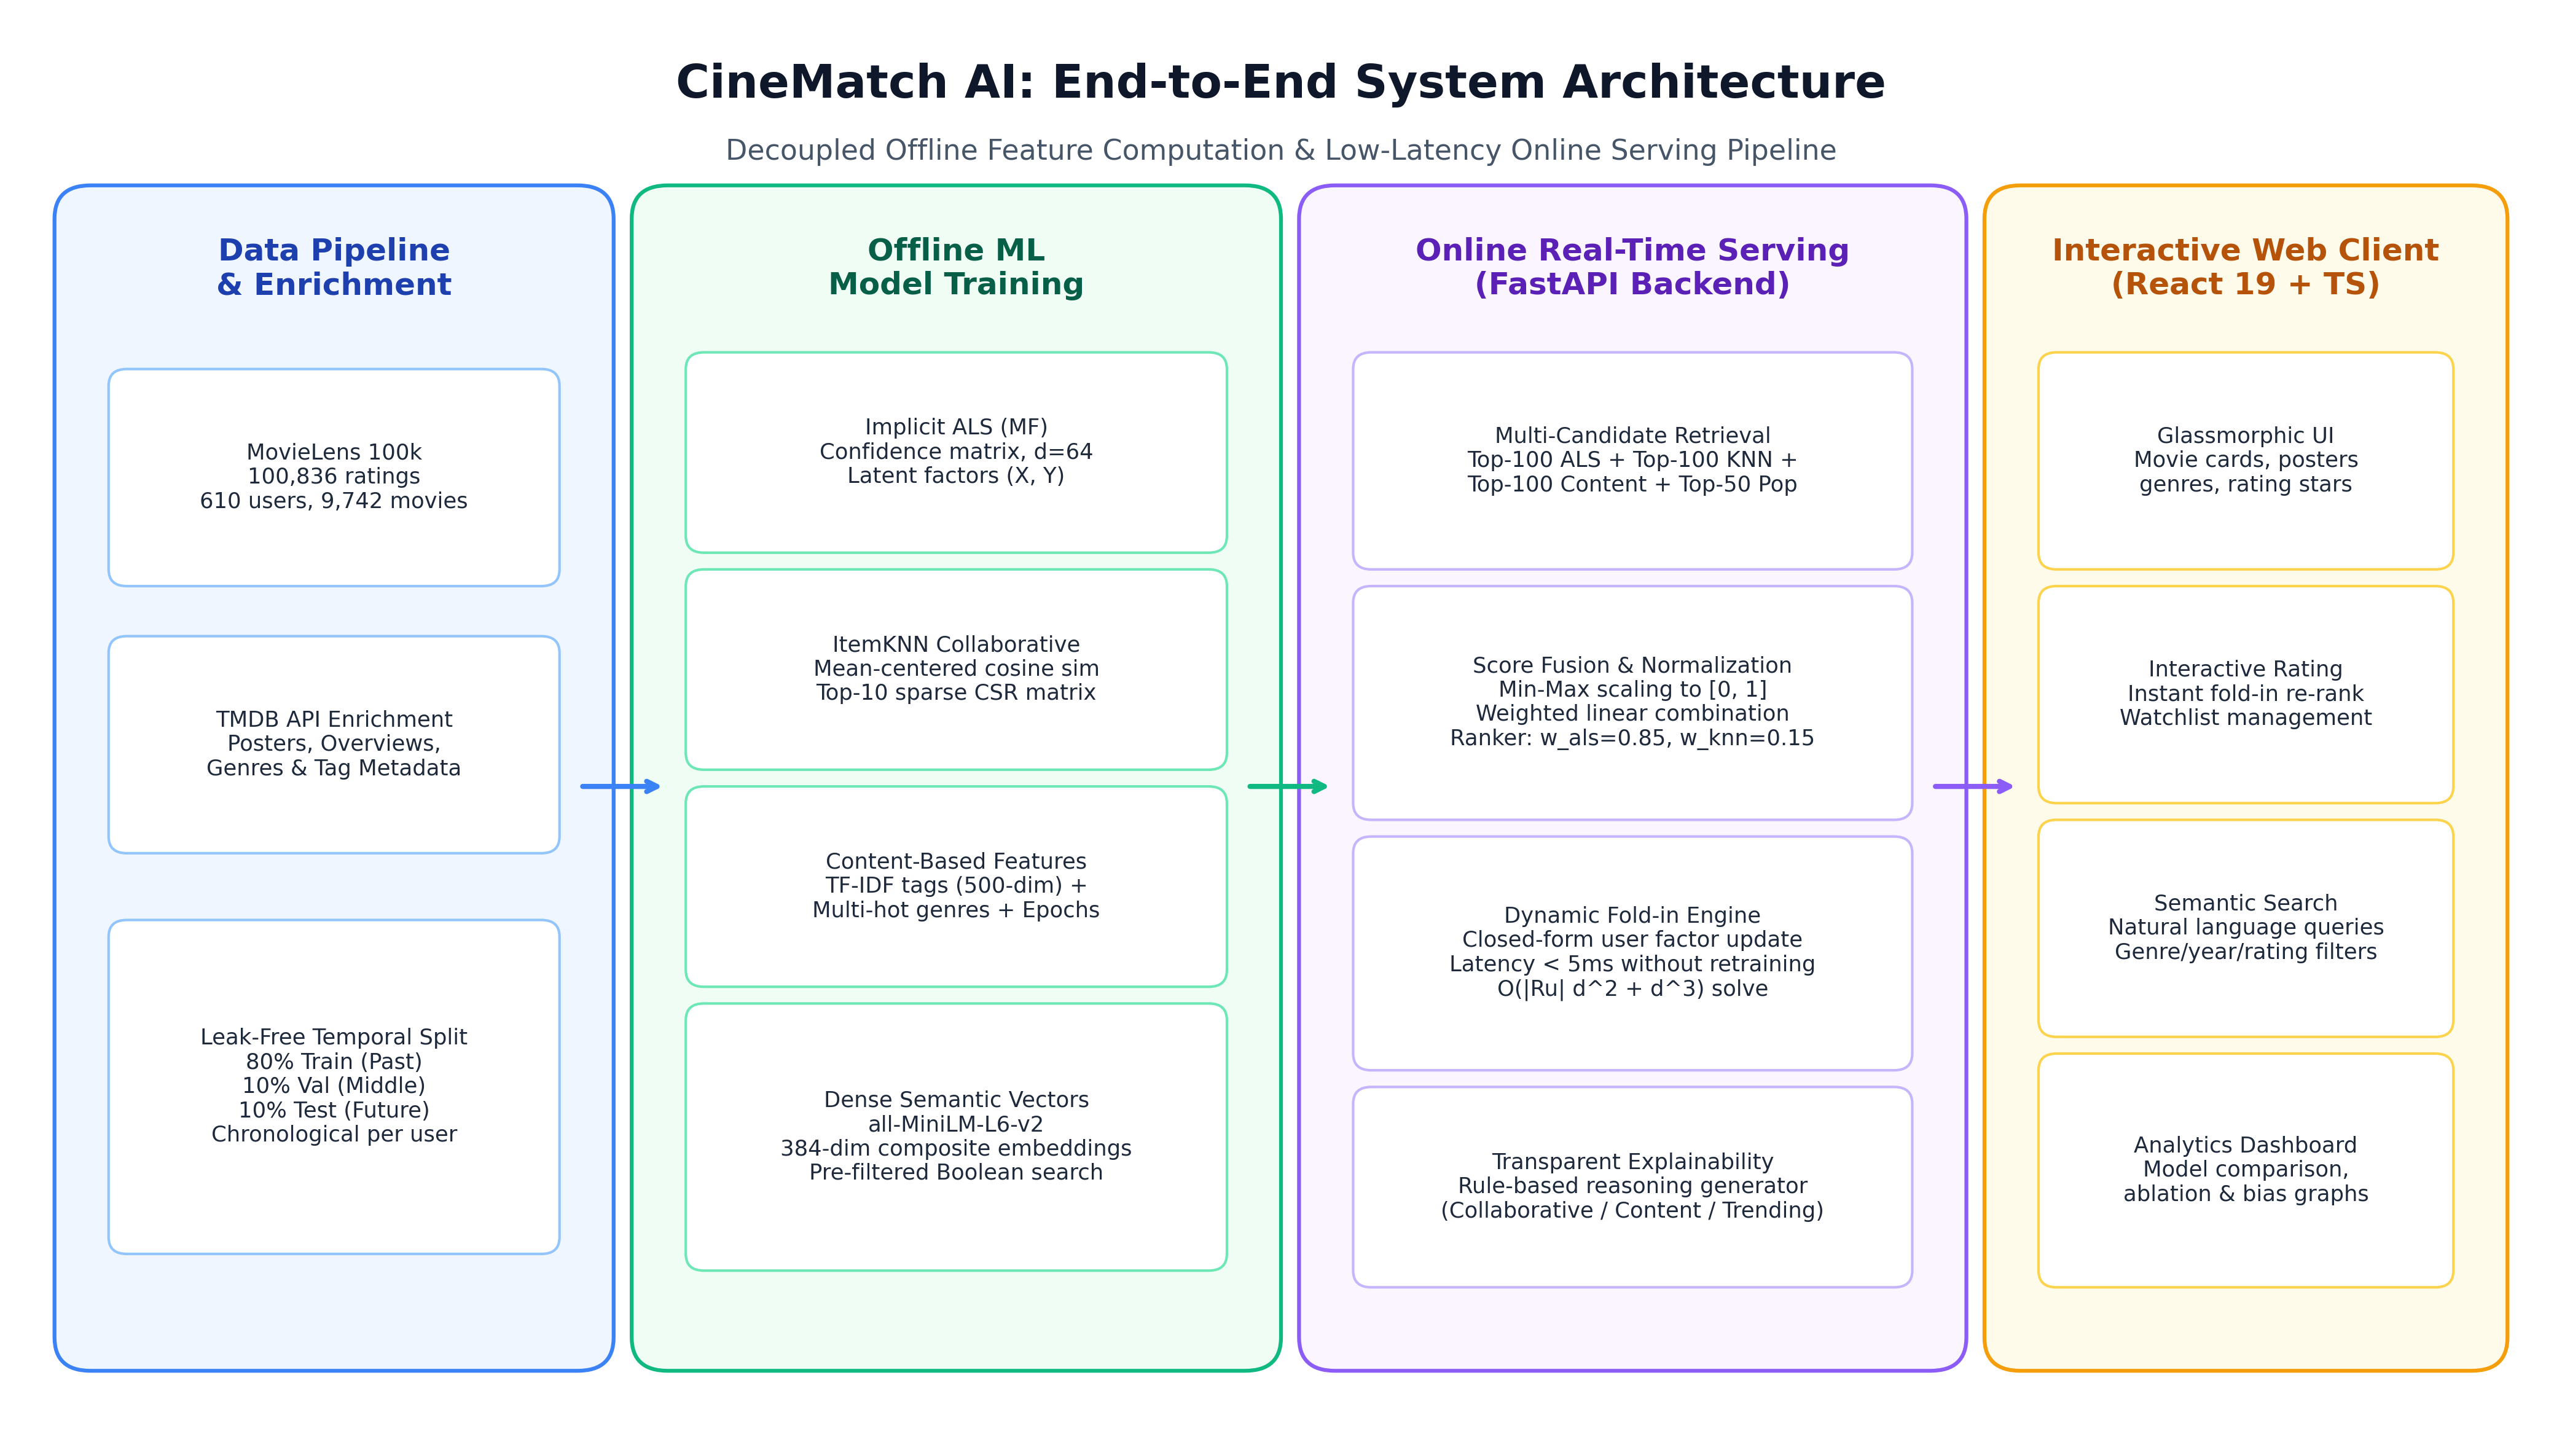 CineMatch AI: End-to-End System Architecture
Decoupled Offline Feature Computation & Low-Latency Online Serving Pipeline
Data Pipeline
& Enrichment
MovieLens 100k
100,836 ratings
610 users, 9,742 movies
TMDB API Enrichment
Posters, Overviews,
Genres & Tag Metadata
Leak-Free Temporal Split
80% Train (Past)
10% Val (Middle)
10% Test (Future)
Chronological per user
Offline ML
Model Training
Implicit ALS (MF)
Confidence matrix, d=64
Latent factors (X, Y)
ItemKNN Collaborative
Mean-centered cosine sim
Top-10 sparse CSR matrix
Content-Based Features
TF-IDF tags (500-dim) +
Multi-hot genres + Epochs
Dense Semantic Vectors
all-MiniLM-L6-v2
384-dim composite embeddings
Pre-filtered Boolean search
Online Real-Time Serving
(FastAPI Backend)
Multi-Candidate Retrieval
Top-100 ALS + Top-100 KNN +
Top-100 Content + Top-50 Pop
Score Fusion & Normalization
Min-Max scaling to [0, 1]
Weighted linear combination
Ranker: w_als=0.85, w_knn=0.15
Dynamic Fold-in Engine
Closed-form user factor update
Latency < 5ms without retraining
O(|Ru| d^2 + d^3) solve
Transparent Explainability
Rule-based reasoning generator
(Collaborative / Content / Trending)
Interactive Web Client
(React 19 + TS)
Glassmorphic UI
Movie cards, posters
genres, rating stars
Interactive Rating
Instant fold-in re-rank
Watchlist management
Semantic Search
Natural language queries
Genre/year/rating filters
Analytics Dashboard
Model comparison,
ablation & bias graphs